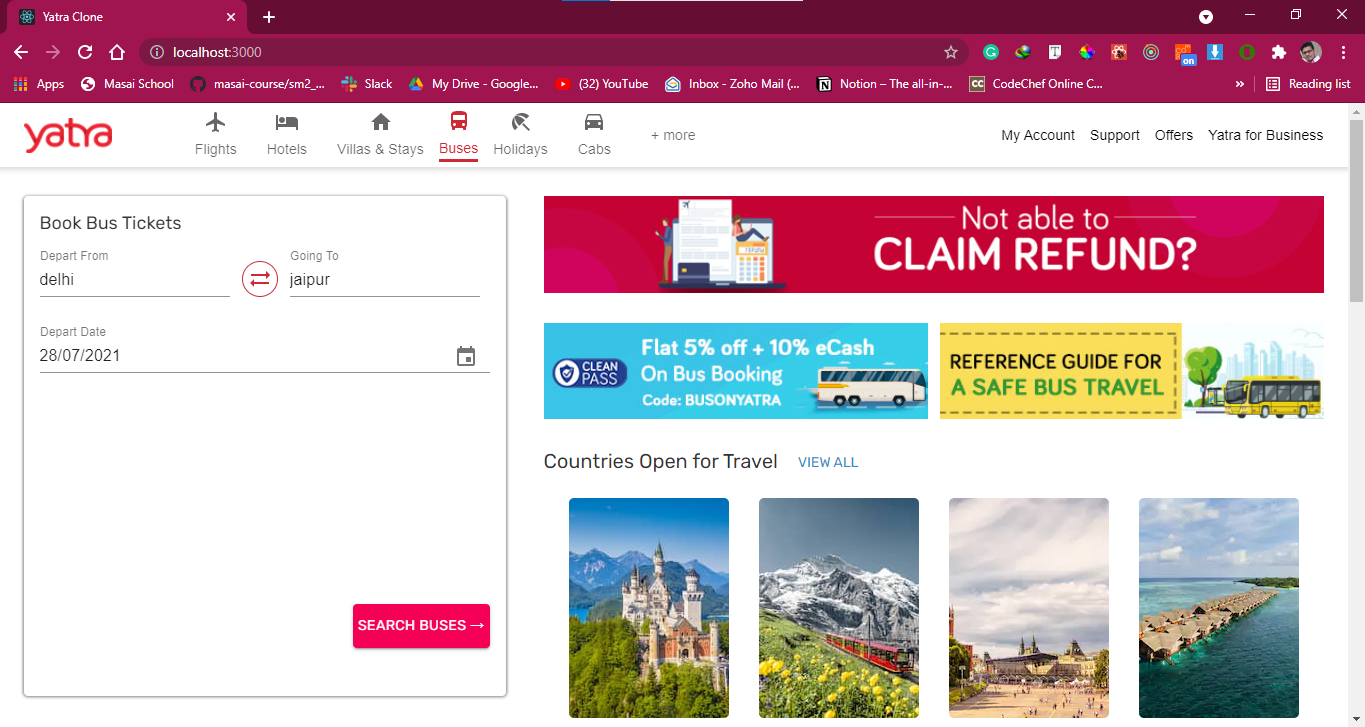 Yatra Clone
localhost:3000
Apps
Masai School
masai-course/sm2_...
Slack
My Drive - Google...
(32) YouTube
Inbox - Zoho Mail (...
Notion – The all-in-...
CC
CodeChef Online C...
»
Reading list
on
yatra
Flights
Hotels
Villas & Stays
Buses
Holidays
Cabs
+ more
My Account
Support
Offers
Yatra for Business
Book Bus Tickets
Depart From
Going To
delhi
jaipur
Depart Date
28/07/2021
SEARCH BUSES →
Not able to
CLAIM REFUND?
CLEAN
PASS
Flat 5% off + 10% eCash
On Bus Booking
Code: BUSONYATRA
REFERENCE GUIDE FOR
A SAFE BUS TRAVEL
Countries Open for Travel
VIEW ALL